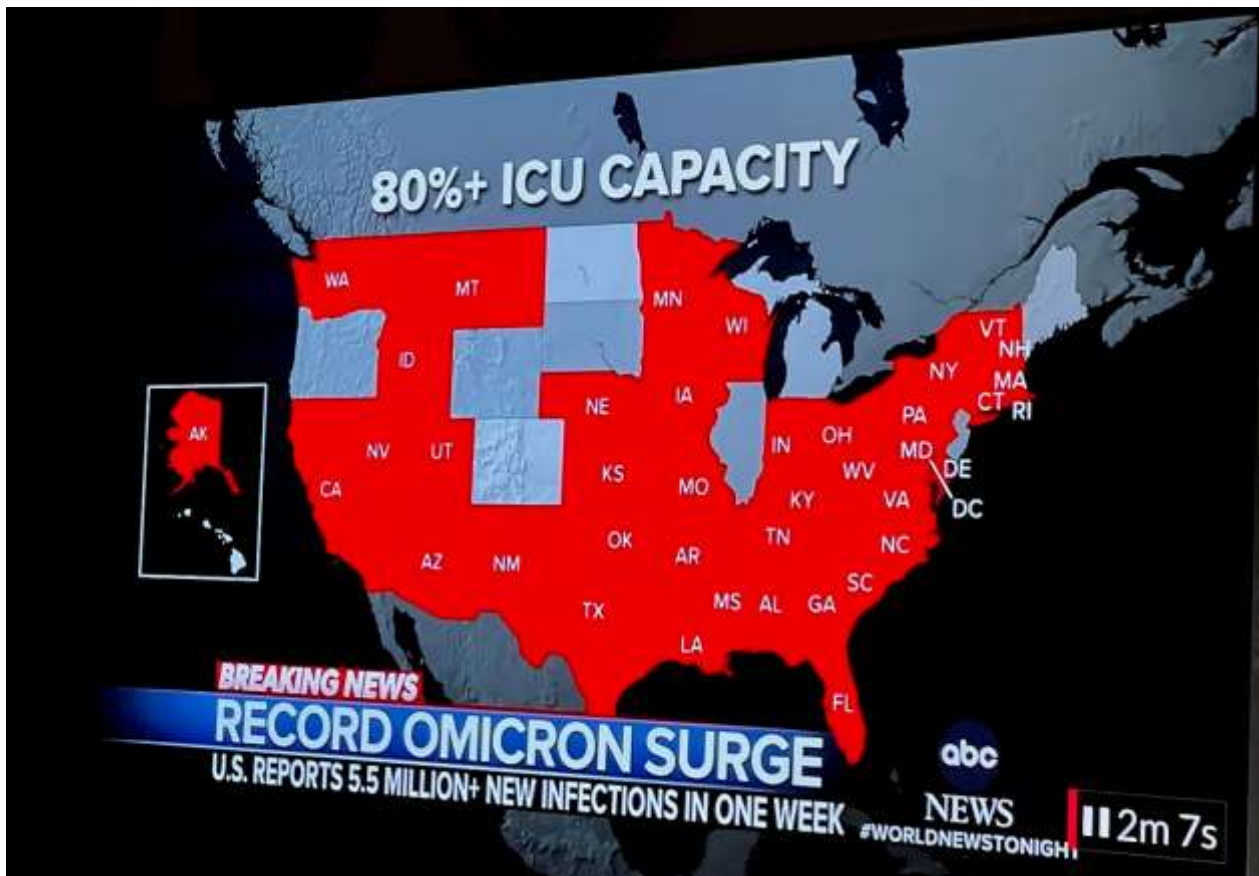 80%+ ICU CAPACITY
WA
MT
MN
WI
VT
NH
ID
NY
MA
CT
RI
AK
NE
IA
PA
NV
UT
IN
OH
MD
DE
CA
KS
MO
WV
KY
VA
DC
AZ
NM
OK
AR
TN
NC
TX
MS
AL
GA
SC
LA
FL
BREAKING NEWS
RECORD OMICRON SURGE
U.S. REPORTS 5.5 MILLION+ NEW INFECTIONS IN ONE WEEK
abc
NEWS
#WORLDNEWSTONIGHT
2m 7s